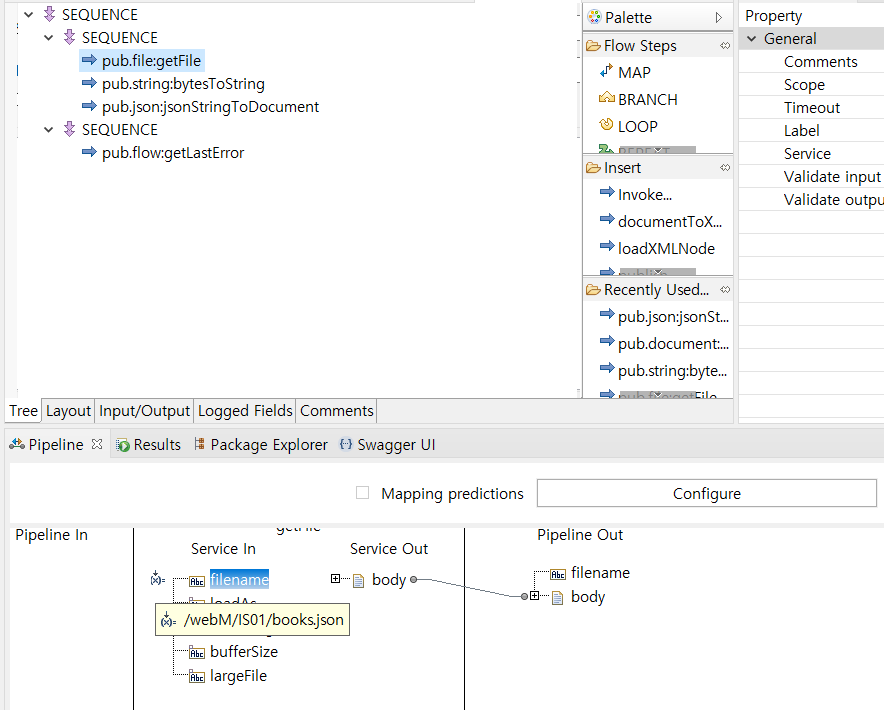 SEQUENCE
SEQUENCE
pub.file:getFile
pub.string:bytesToString
pub.json:jsonStringToDocument
SEQUENCE
pub.flow:getLastError
Palette
Flow Steps
MAP
BRANCH
LOOP
Insert
Invoke...
documentToX...
loadXMLNode
Recently Used...
pub.json:jsonSt...
pub.document:...
pub.string:byte...
Property
General
Comments
Scope
Timeout
Label
Service
Validate input
Validate outpu
Tree Layout Input/Output Logged Fields Comments
Pipeline Results Package Explorer Swagger UI
Mapping predictions Configure
Pipeline In
getFile
Service In Service Out
Pipeline Out
Abc filename
body
Abc filename
body
loadAs
/webM/IS01/books.json
Abc bufferSize
Abc largeFile